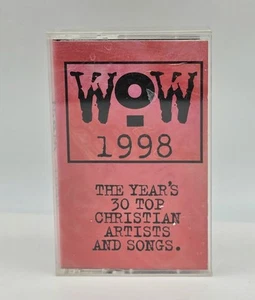 WOW
1998
THE YEAR'S
30 TOP
CHRISTIAN
ARTISTS
AND SONGS.